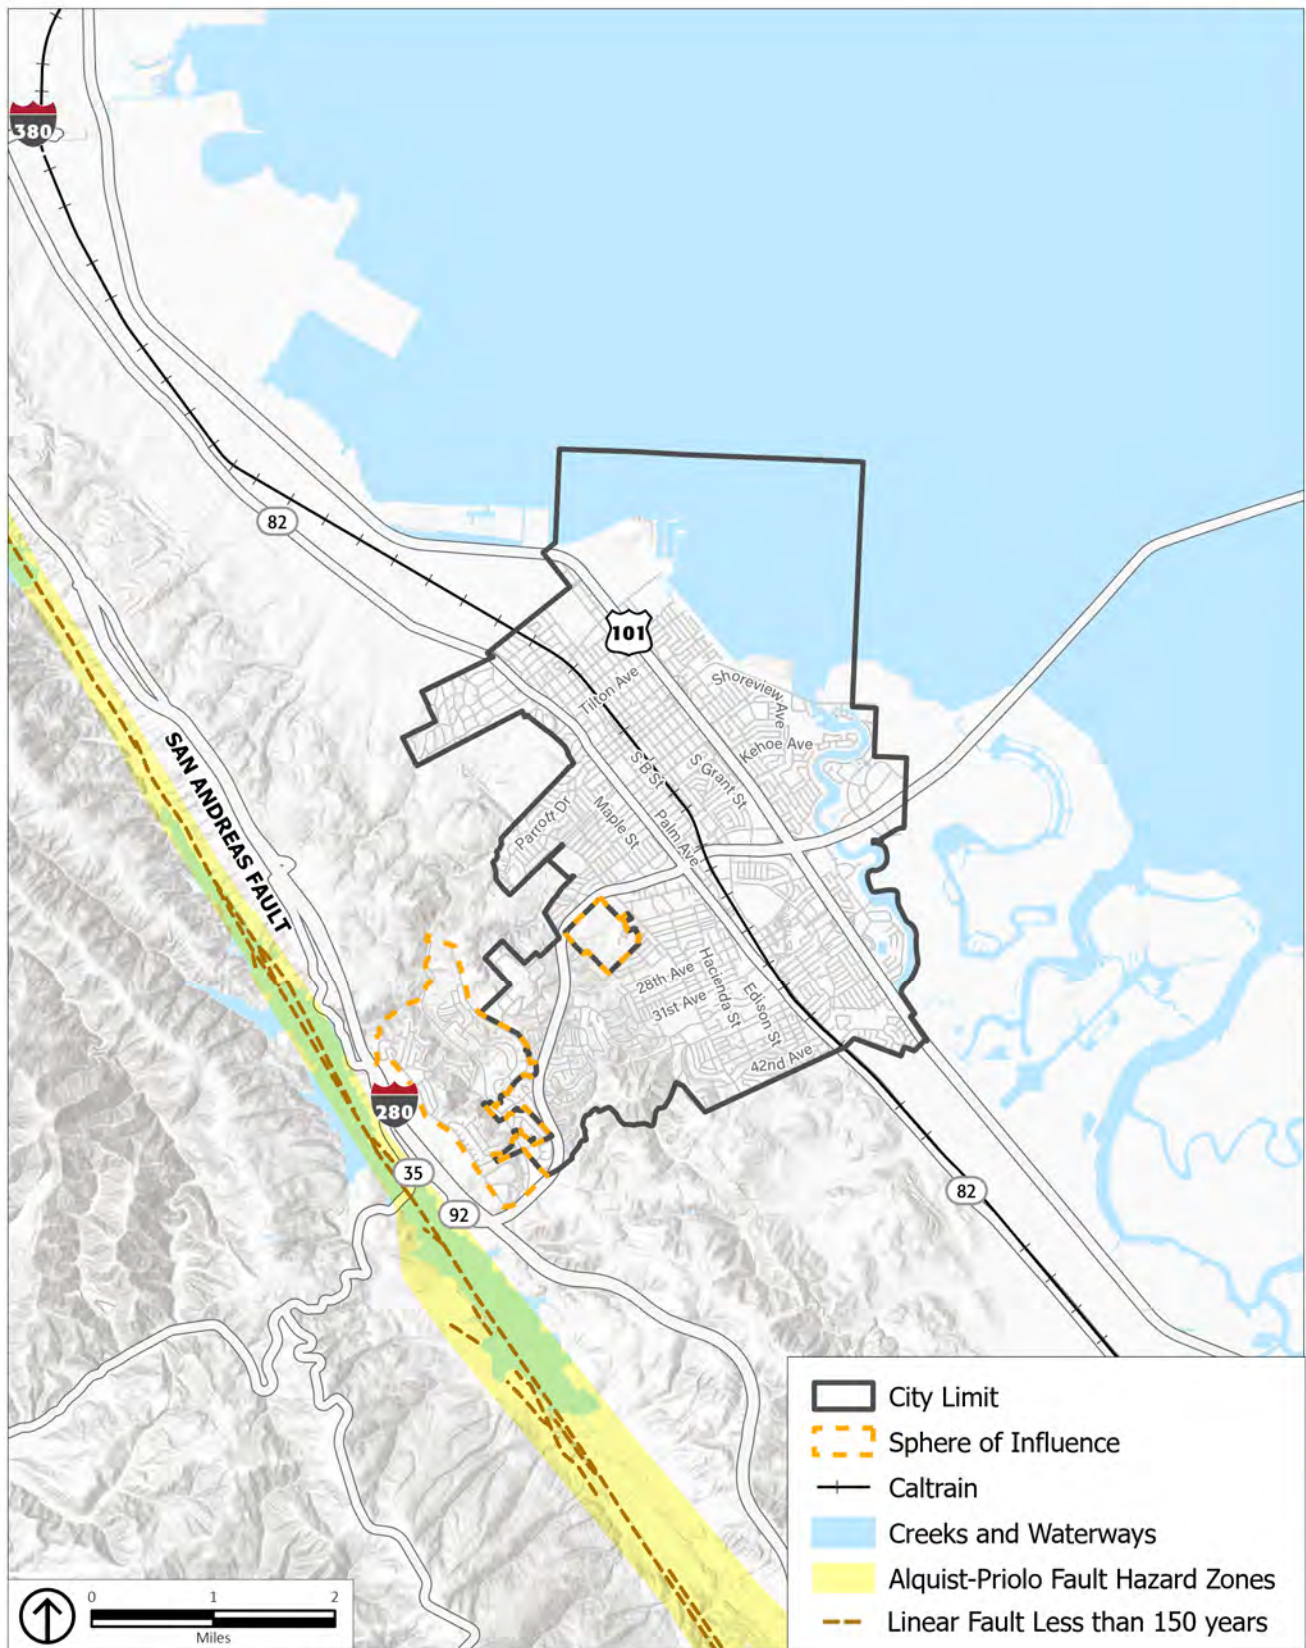 380
82
101
Tilton Ave
Shoreview Ave
Kehoe Ave
S B St
S Grant St
SAN ANDREAS FAULT
Parrott Dr
Maple St
Palm Ave
28th Ave
31st Ave
Hacienda St
Edison St
42nd Ave
280
35
92
82
City Limit
Sphere of Influence
Caltrain
Creeks and Waterways
Alquist-Priolo Fault Hazard Zones
Linear Fault Less than 150 years
0 1 2
Miles